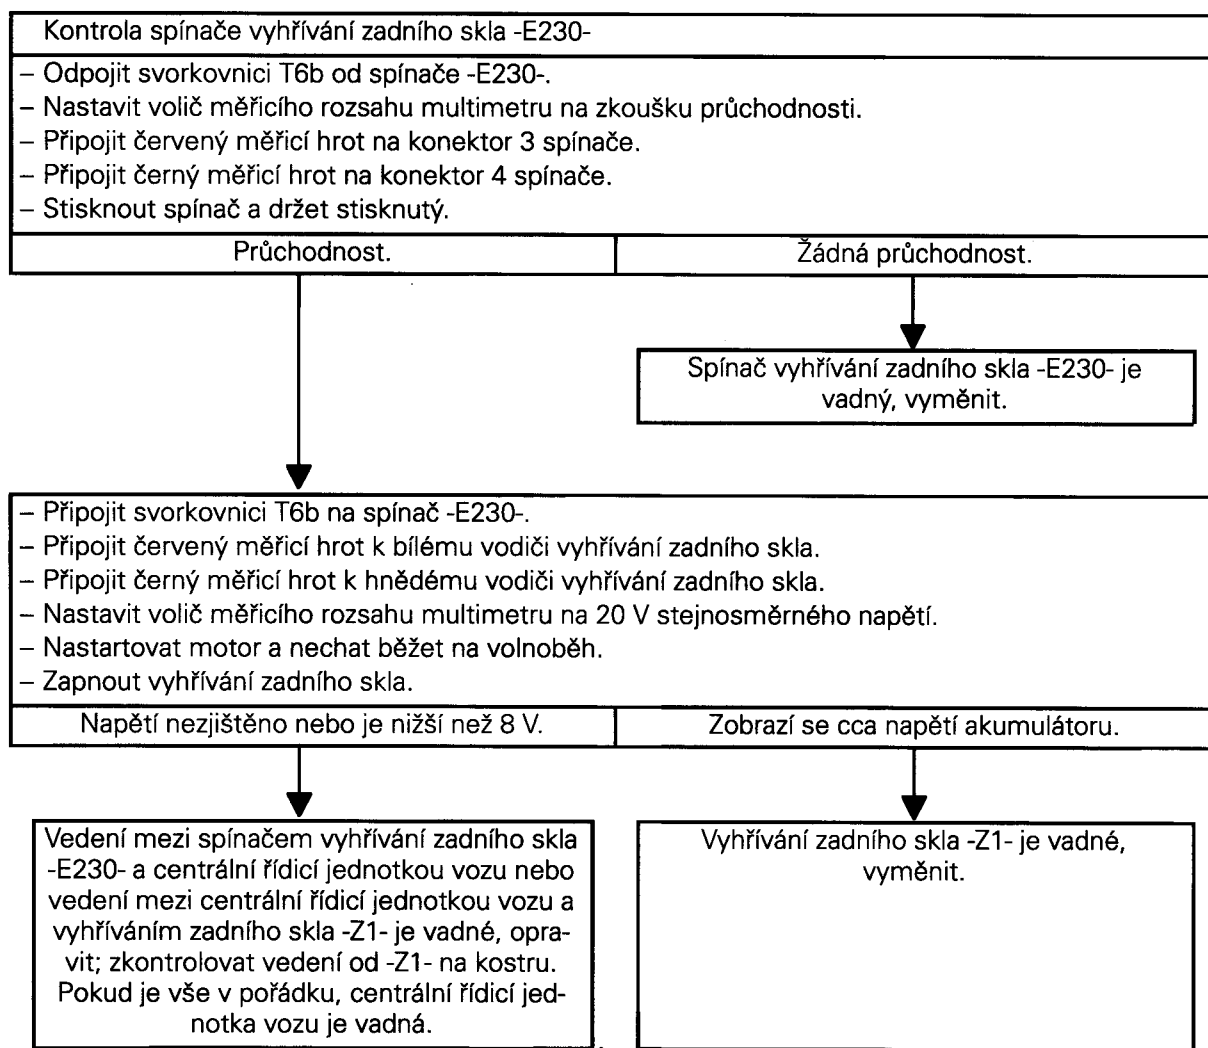 Kontrola spínače vyhřívání zadního skla -E230-
– Odpojit svorkovnici T6b od spínače -E230-.
– Nastavit volič měřicího rozsahu multimetru na zkoušku průchodnosti.
– Připojit červený měřicí hrot na konektor 3 spínače.
– Připojit černý měřicí hrot na konektor 4 spínače.
– Stisknout spínač a držet stisknutý.
Průchodnost.
Žádná průchodnost.
Spínač vyhřívání zadního skla -E230- je
vadný, vyměnit.
– Připojit svorkovnici T6b na spínač -E230-.
– Připojit červený měřicí hrot k bílému vodiči vyhřívání zadního skla.
– Připojit černý měřicí hrot k hnědému vodiči vyhřívání zadního skla.
– Nastavit volič měřicího rozsahu multimetru na 20 V stejnosměrného napětí.
– Nastartovat motor a nechat běžet na volnoběh.
– Zapnout vyhřívání zadního skla.
Napětí nezjištěno nebo je nižší než 8 V.
Zobrazí se cca napětí akumulátoru.
Vedení mezi spínačem vyhřívání zadního skla
-E230- a centrální řídicí jednotkou vozu nebo
vedení mezi centrální řídicí jednotkou vozu a
vyhříváním zadního skla -Z1- je vadné, opra-
vit; zkontrolovat vedení od -Z1- na kostru.
Pokud je vše v pořádku, centrální řídicí jed-
notka vozu je vadná.
Vyhřívání zadního skla -Z1- je vadné,
vyměnit.